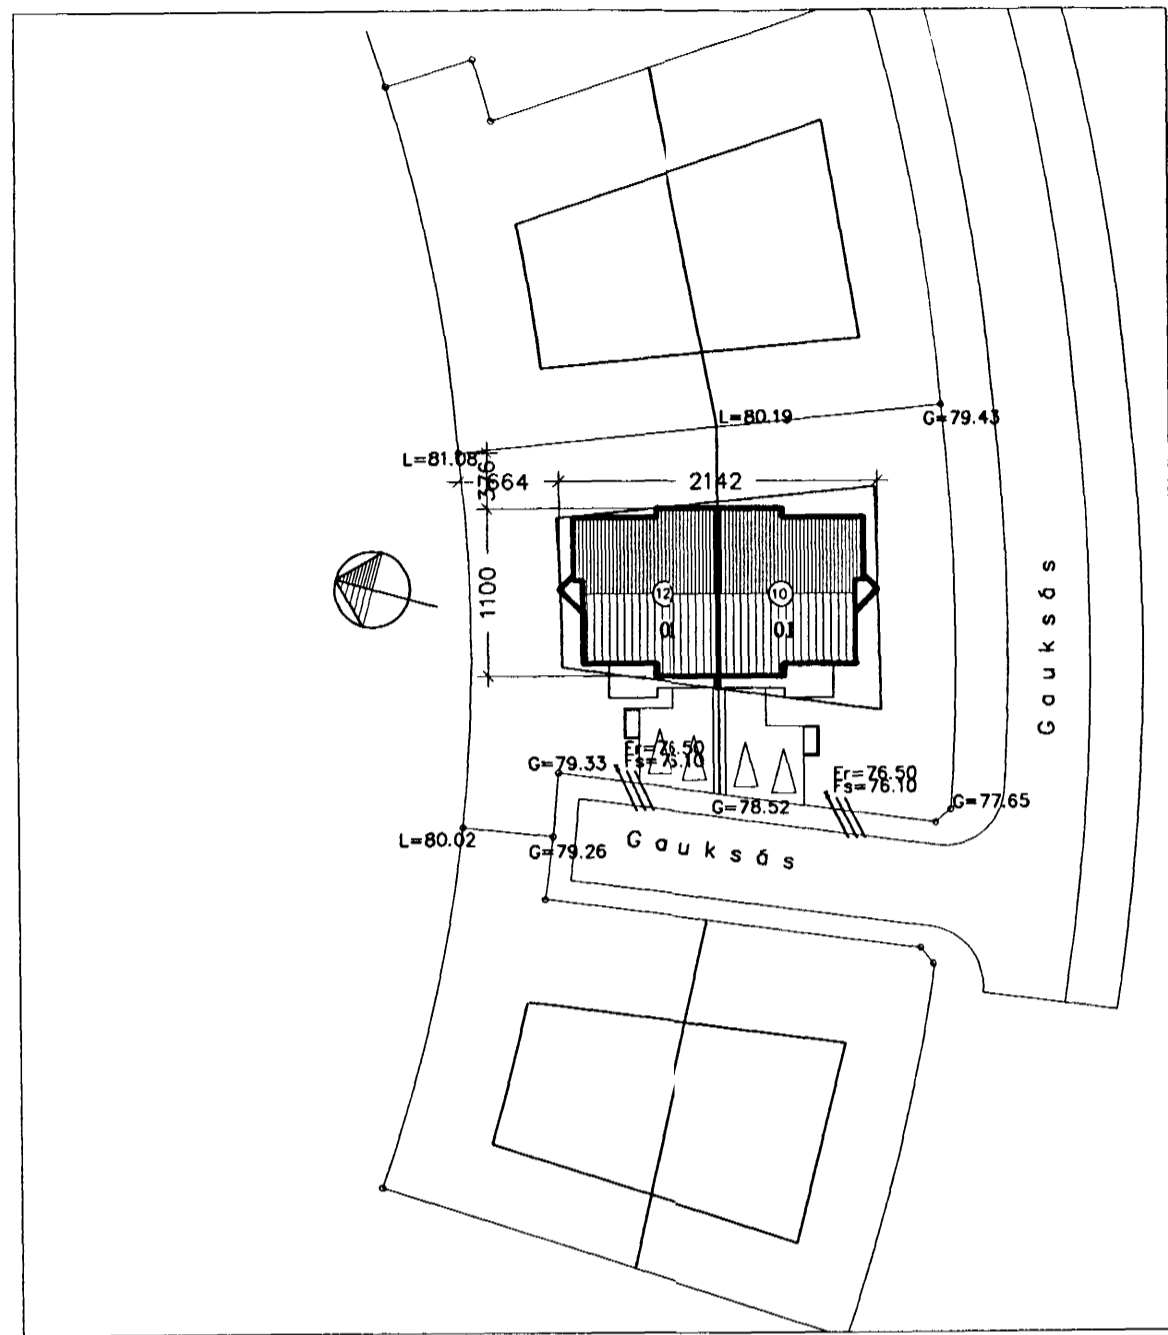 L=80.19
G=79.43
L=81.08
376
664
2142
1100
12
10
01
01
Gauksás
Er=76.50
Fs=76.10
G=79.33
Er=76.50
Fs=76.10
G=78.52
G=77.65
L=80.02
G=79.26
Gauksás